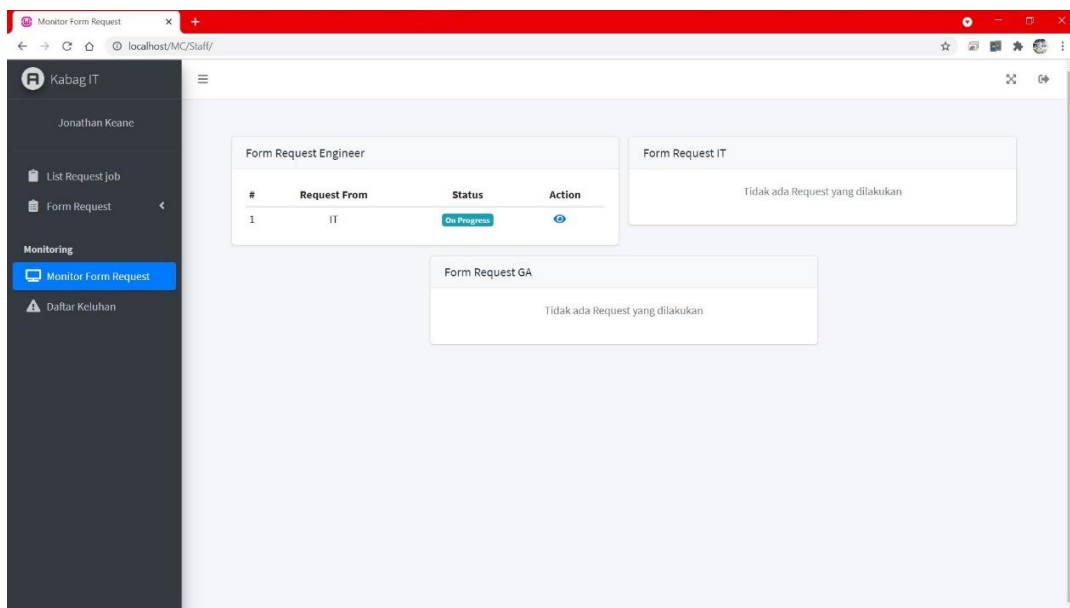 Monitor Form Request
localhost/MC/Staff/
Kabag IT
Jonathan Keane
List Request job
Form Request
Monitoring
Monitor Form Request
Daftar Keluhan
Form Request Engineer
# Request From Status Action
1 IT On Progress
Form Request IT
Tidak ada Request yang dilakukan
Form Request GA
Tidak ada Request yang dilakukan